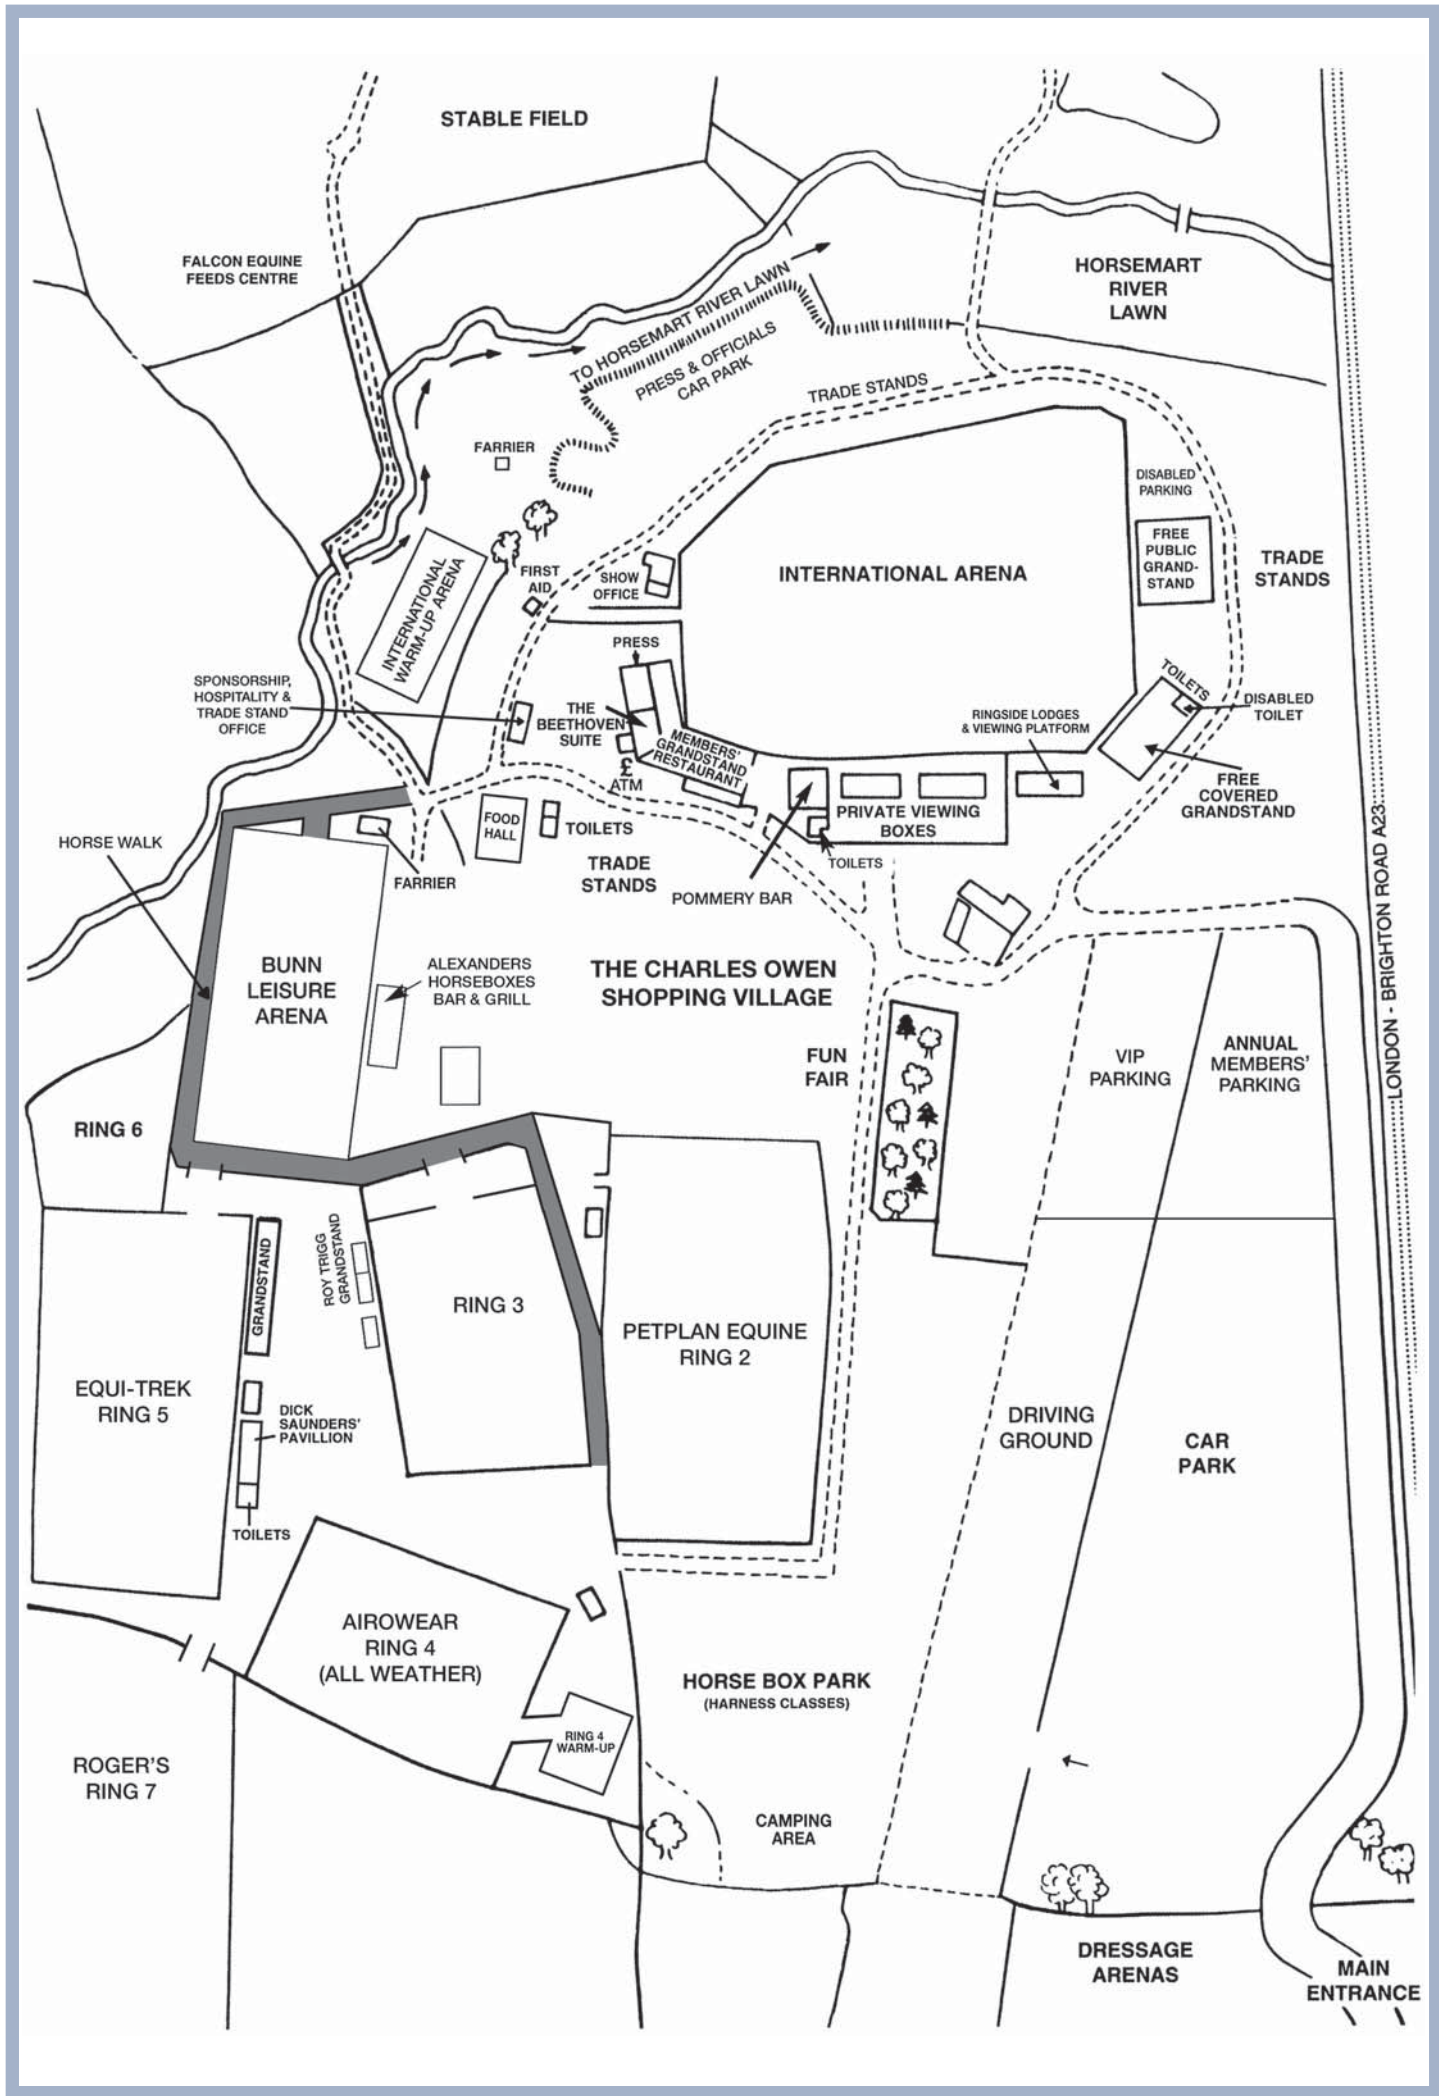 STABLE FIELD
FALCON EQUINE
FEEDS CENTRE
HORSEMART
RIVER
LAWN
TO HORSEMART RIVER LAWN
PRESS & OFFICIALS
CAR PARK
TRADE STANDS
FARRIER
DISABLED
PARKING
FREE
PUBLIC
GRAND-
STAND
TRADE
STANDS
INTERNATIONAL ARENA
INTERNATIONAL
WARM-UP ARENA
FIRST
AID
SHOW
OFFICE
PRESS
SPONSORSHIP,
HOSPITALITY &
TRADE STAND
OFFICE
THE
BEETHOVEN
SUITE
MEMBERS'
GRANDSTAND
RESTAURANT
£
ATM
TOILETS
DISABLED
TOILET
RINGSIDE LODGES
& VIEWING PLATFORM
FREE
COVERED
GRANDSTAND
PRIVATE VIEWING
BOXES
FOOD
HALL
TOILETS
TOILETS
HORSE WALK
FARRIER
TRADE
STANDS
POMMERY BAR
LONDON - BRIGHTON ROAD A23
BUNN
LEISURE
ARENA
ALEXANDERS
HORSEBOXES
BAR & GRILL
THE CHARLES OWEN
SHOPPING VILLAGE
FUN
FAIR
VIP
PARKING
ANNUAL
MEMBERS'
PARKING
RING 6
GRANDSTAND
ROY TRIGG
GRANDSTAND
RING 3
PETPLAN EQUINE
RING 2
EQUI-TREK
RING 5
DICK
SAUNDERS'
PAVILLION
DRIVING
GROUND
CAR
PARK
TOILETS
AIROWEAR
RING 4
(ALL WEATHER)
HORSE BOX PARK
(HARNESS CLASSES)
RING 4
WARM-UP
ROGER'S
RING 7
CAMPING
AREA
DRESSAGE
ARENAS
MAIN
ENTRANCE